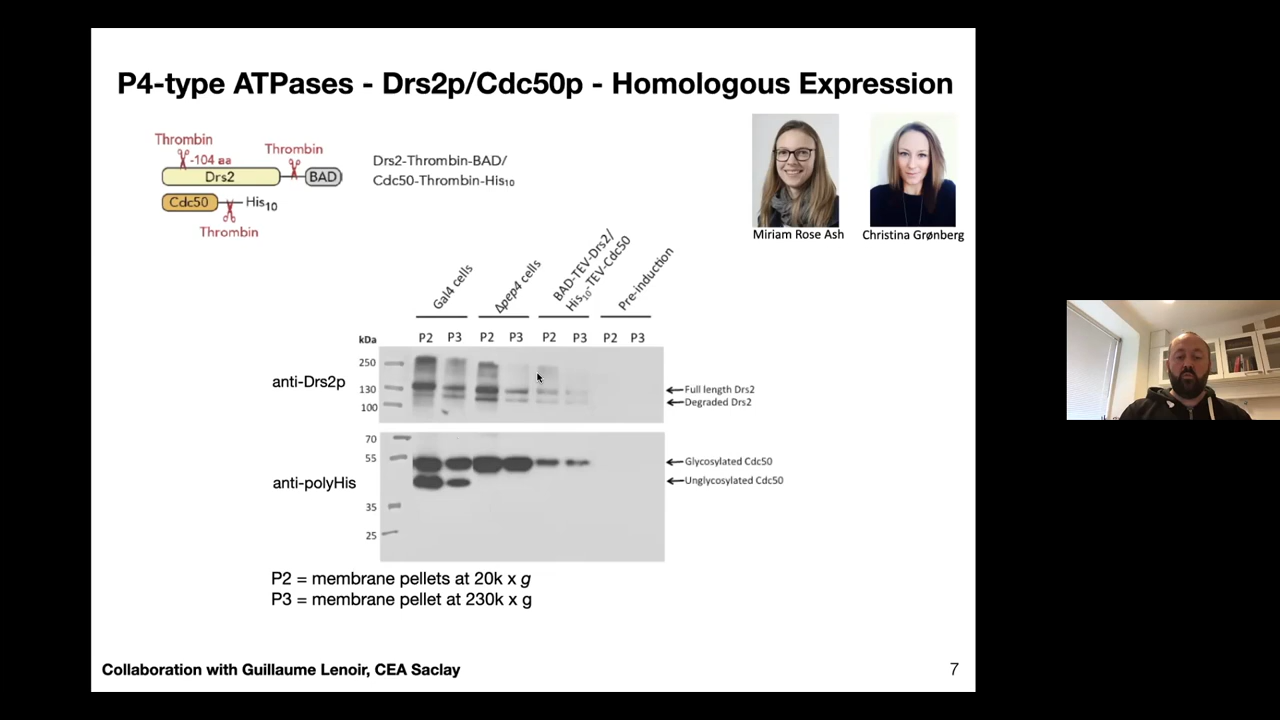 P4-type ATPases - Drs2p/Cdc50p - Homologous Expression
Thrombin
-104 aa
Thrombin
Drs2
BAD
Cdc50
His10
Thrombin
Drs2-Thrombin-BAD/
Cdc50-Thrombin-His10
Miriam Rose Ash
Christina Grønberg
Gal4 cells
Δpep4 cells
BAD-TEV-Drs2/
His10-TEV-Cdc50
Pre-induction
kDa
P2 P3 P2 P3 P2 P3 P2 P3
250
130
100
anti-Drs2p
Full length Drs2
Degraded Drs2
70
55
35
25
anti-polyHis
Glycosylated Cdc50
Unglycosylated Cdc50
P2 = membrane pellets at 20k x g
P3 = membrane pellet at 230k x g
Collaboration with Guillaume Lenoir, CEA Saclay
7